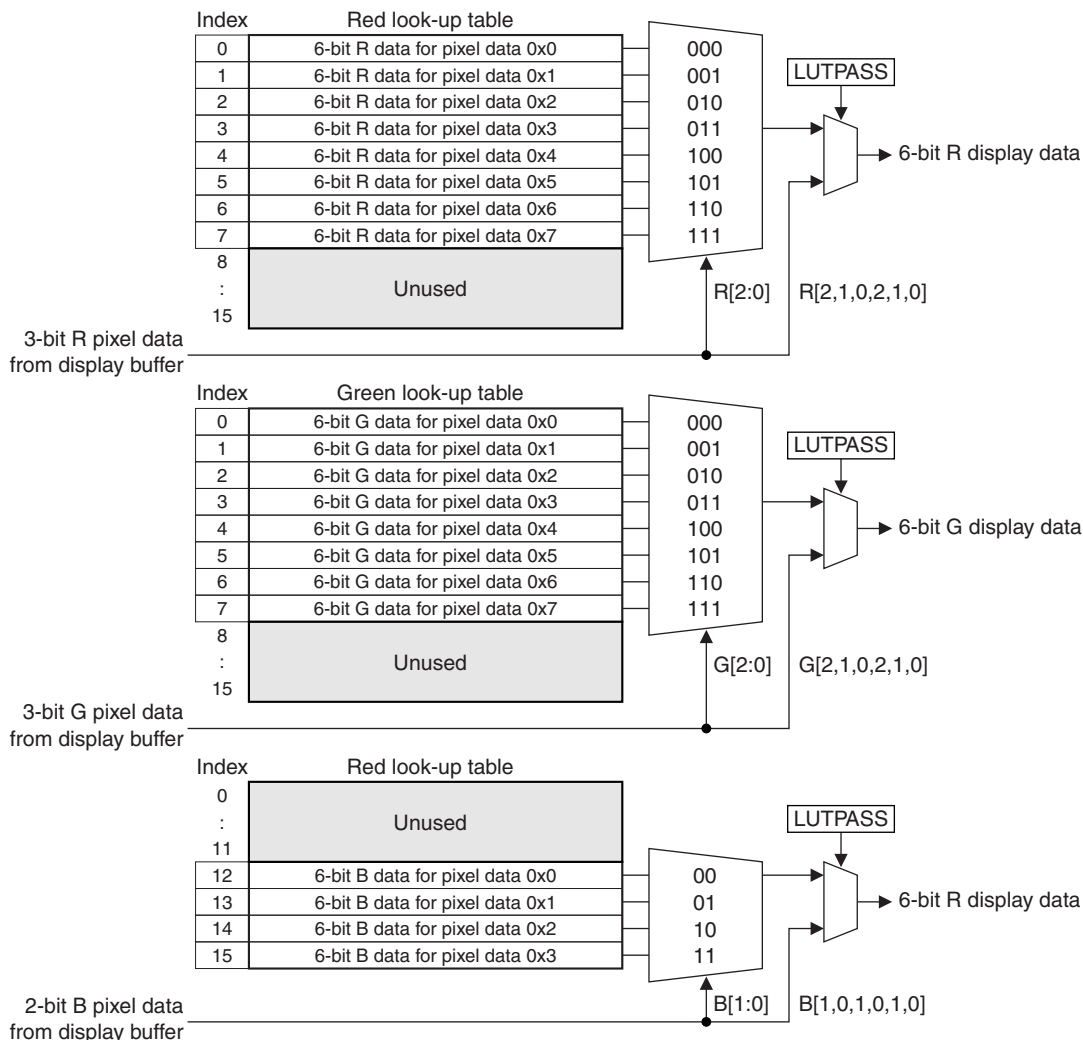 Index Red look-up table
0 6-bit R data for pixel data 0x0 000
1 6-bit R data for pixel data 0x1 001 LUTPASS
2 6-bit R data for pixel data 0x2 010
3 6-bit R data for pixel data 0x3 011
4 6-bit R data for pixel data 0x4 100 6-bit R display data
5 6-bit R data for pixel data 0x5 101
6 6-bit R data for pixel data 0x6 110
7 6-bit R data for pixel data 0x7 111
8
: Unused R[2:0] R[2,1,0,2,1,0]
15
3-bit R pixel data
from display buffer
Index Green look-up table
0 6-bit G data for pixel data 0x0 000
1 6-bit G data for pixel data 0x1 001 LUTPASS
2 6-bit G data for pixel data 0x2 010
3 6-bit G data for pixel data 0x3 011
4 6-bit G data for pixel data 0x4 100 6-bit G display data
5 6-bit G data for pixel data 0x5 101
6 6-bit G data for pixel data 0x6 110
7 6-bit G data for pixel data 0x7 111
8
: Unused G[2:0] G[2,1,0,2,1,0]
15
3-bit G pixel data
from display buffer
Index Red look-up table
0
: Unused LUTPASS
11
12 6-bit B data for pixel data 0x0 00
13 6-bit B data for pixel data 0x1 01 6-bit R display data
14 6-bit B data for pixel data 0x2 10
15 6-bit B data for pixel data 0x3 11
2-bit B pixel data B[1:0] B[1,0,1,0,1,0]
from display buffer